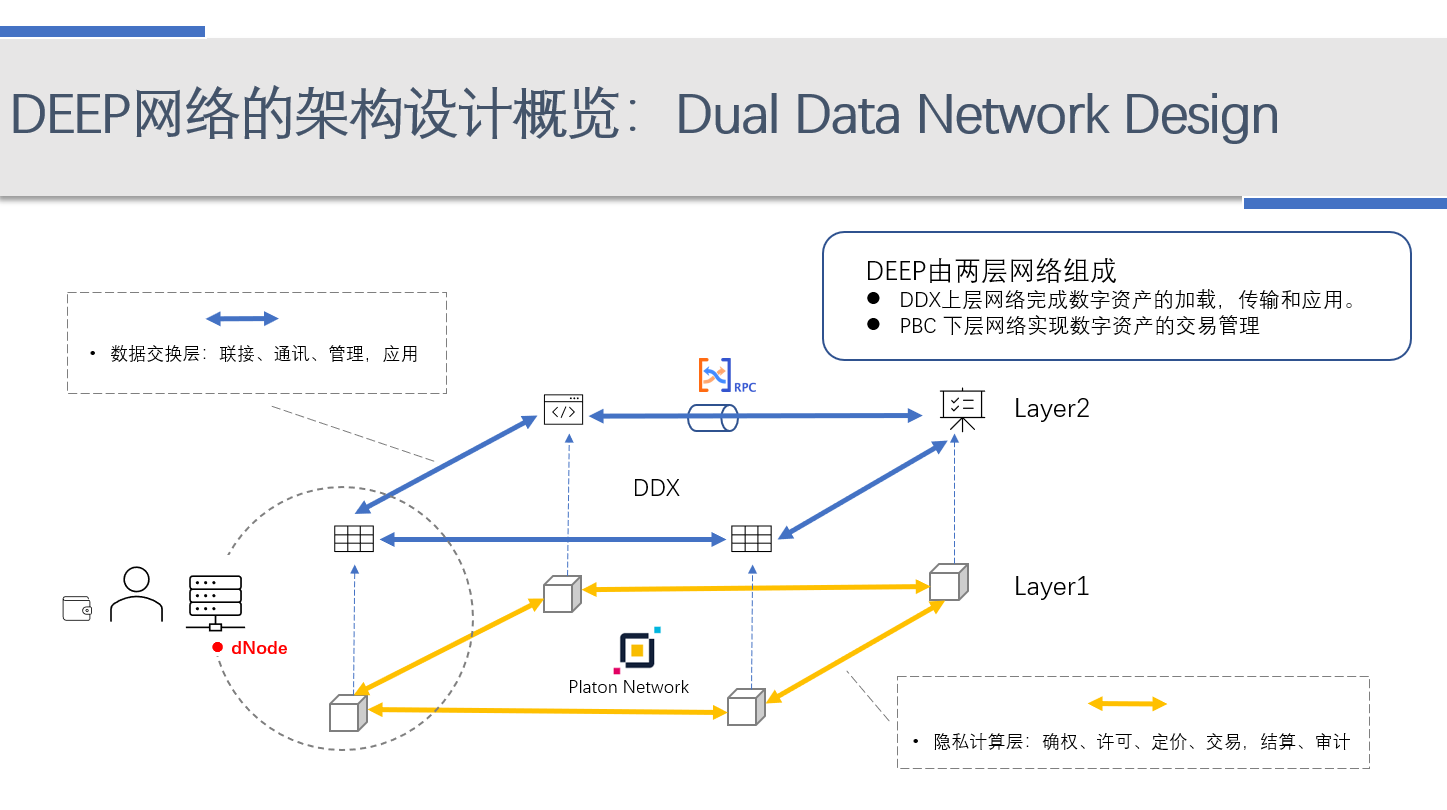 DEEP网络的架构设计概览：Dual Data Network Design
DEEP由两层网络组成
● DDX上层网络完成数字资产的加载，传输和应用。
● PBC 下层网络实现数字资产的交易管理
• 数据交换层：联接、通讯、管理，应用
RPC
</>
Layer2
DDX
Layer1
dNode
Platon Network
• 隐私计算层：确权、许可、定价、交易，结算、审计